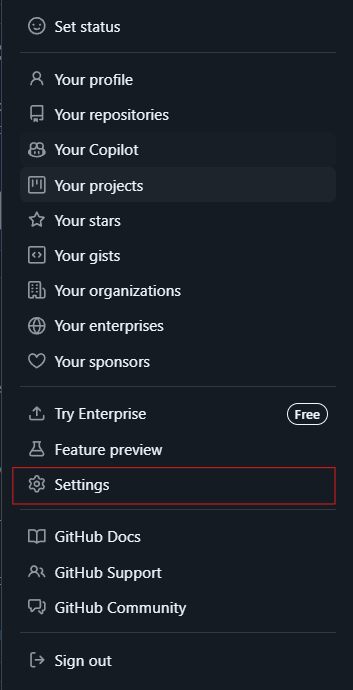 Set status
Your profile
Your repositories
Your Copilot
Your projects
Your stars
Your gists
Your organizations
Your enterprises
Your sponsors
Try Enterprise Free
Feature preview
Settings
GitHub Docs
GitHub Support
GitHub Community
Sign out